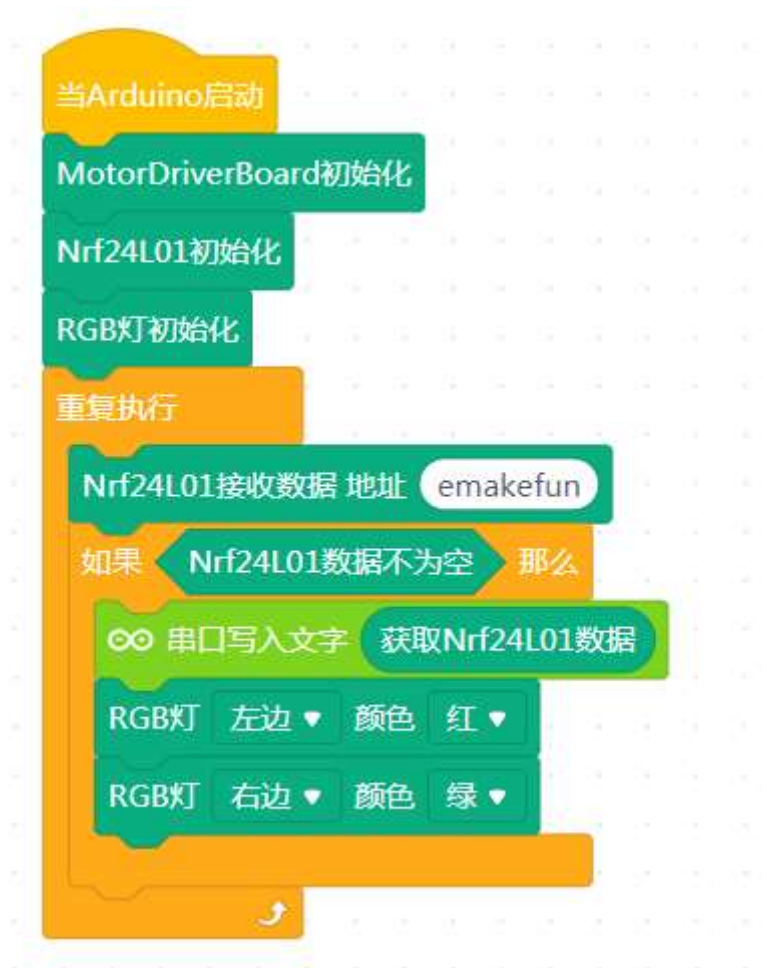 当Arduino启动
MotorDriverBoard初始化
Nrf24L01初始化
RGB灯初始化
重复执行
Nrf24L01接收数据 地址 emakefun
如果 Nrf24L01数据不为空 那么
串口写入文字 获取Nrf24L01数据
RGB灯 左边 颜色 红
RGB灯 右边 颜色 绿